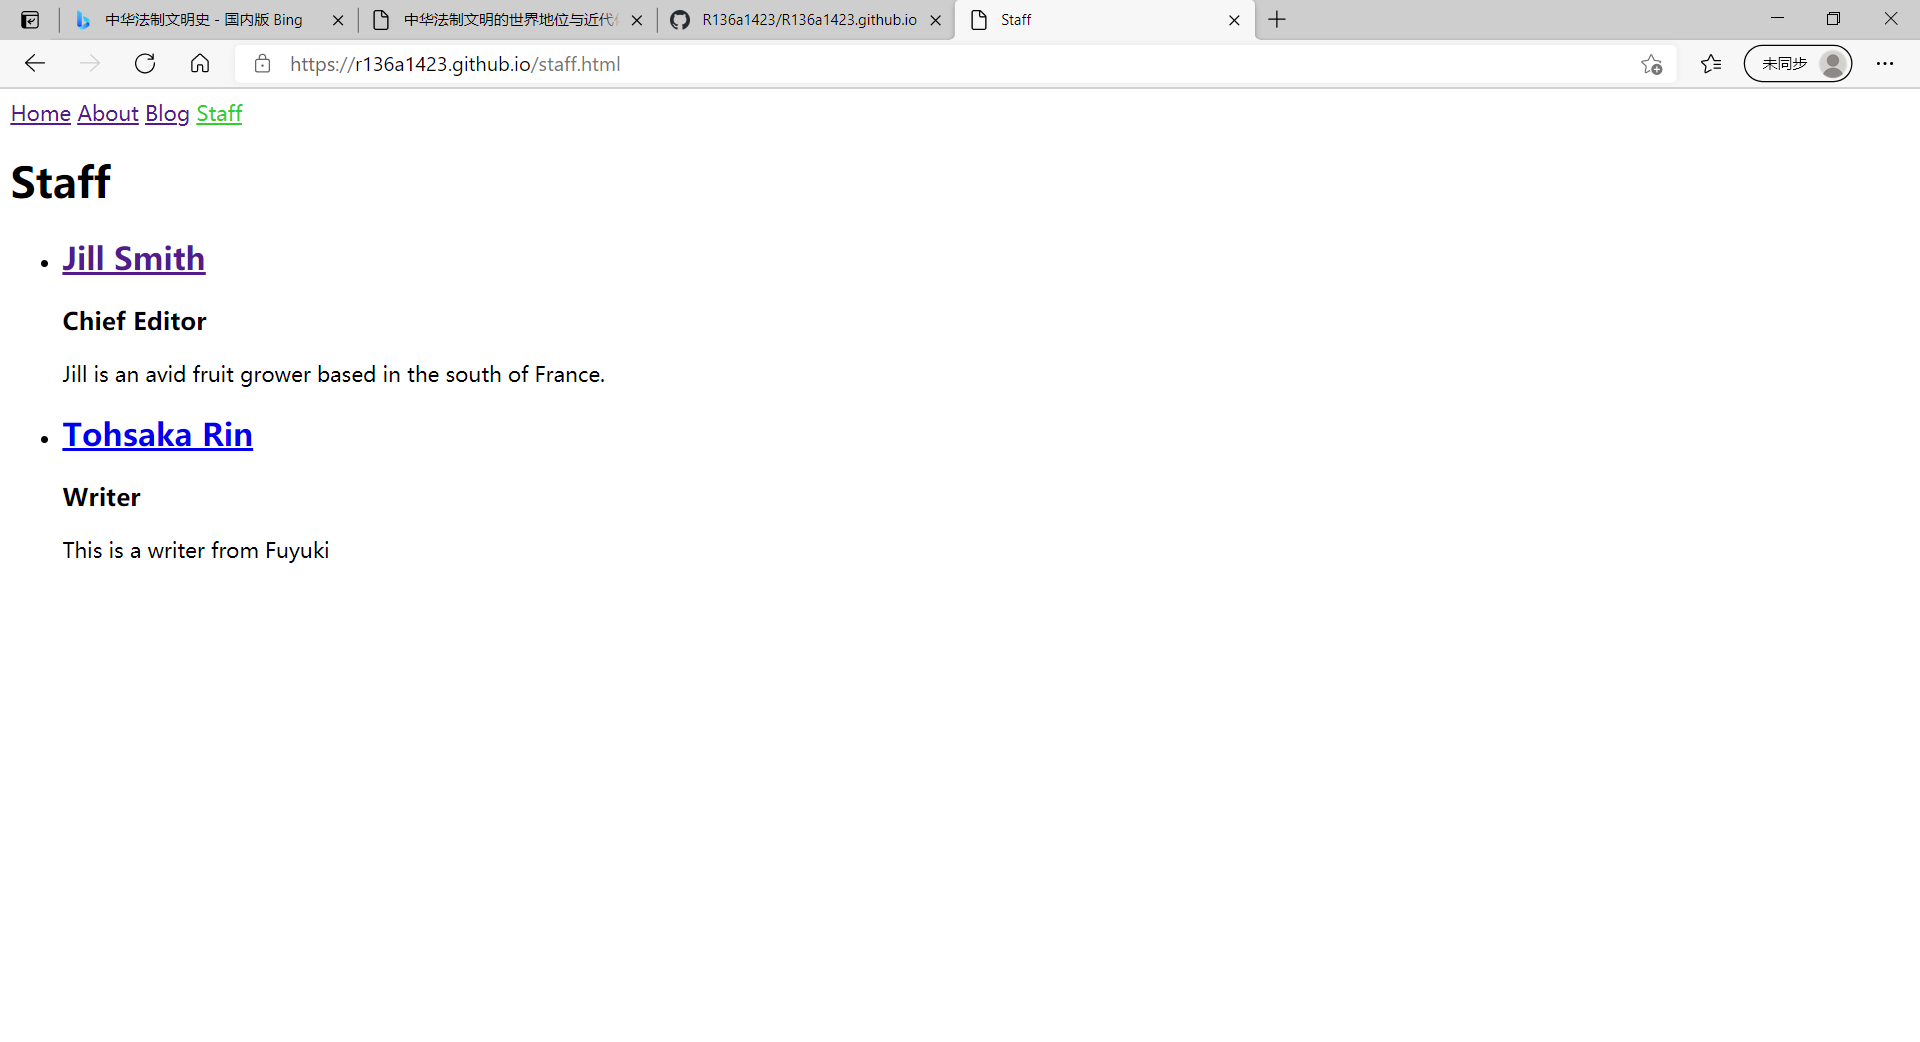 中华法制文明史 - 国内版 Bing
中华法制文明的世界地位与近代
R136a1423/R136a1423.github.io
Staff
https://r136a1423.github.io/staff.html
未同步
Home About Blog Staff
Staff
Jill Smith
Chief Editor
Jill is an avid fruit grower based in the south of France.
Tohsaka Rin
Writer
This is a writer from Fuyuki